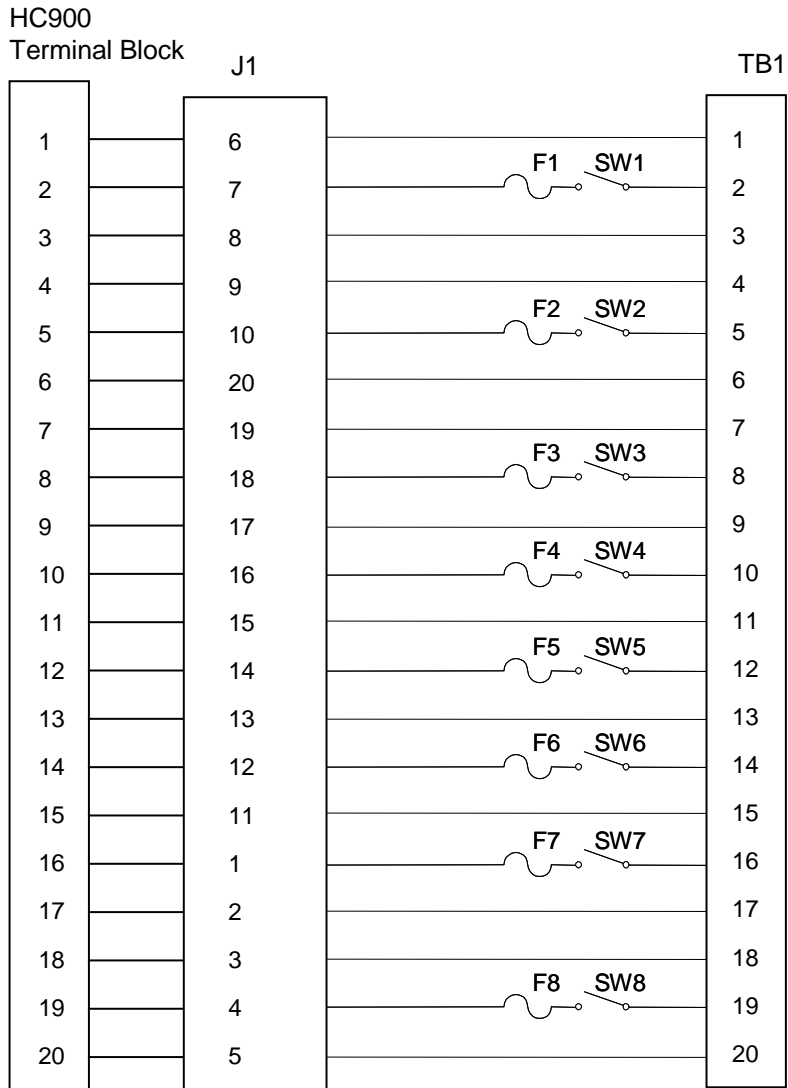 HC900
Terminal Block
J1
TB1
1 6 1
F1 SW1
2 7 2
3 8 3
4 9 4
F2 SW2
5 10 5
6 20 6
7 19 7
F3 SW3
8 18 8
9 17 9
F4 SW4
10 16 10
11 15 11
F5 SW5
12 14 12
13 13 13
F6 SW6
14 12 14
15 11 15
F7 SW7
16 1 16
17 2 17
18 3 18
F8 SW8
19 4 19
20 5 20